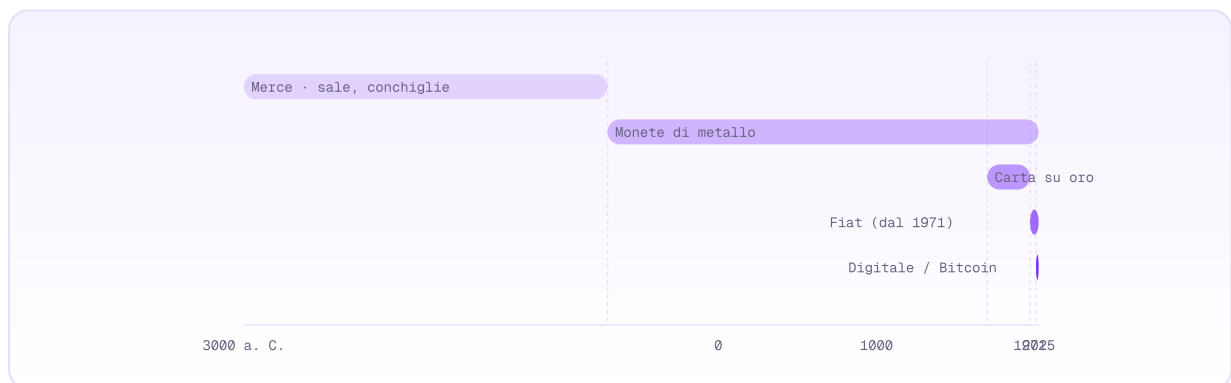 Merce · sale, conchiglie
Monete di metallo
Carta su oro
Fiat (dal 1971)
Digitale / Bitcoin
3000 a. C. 0 1000